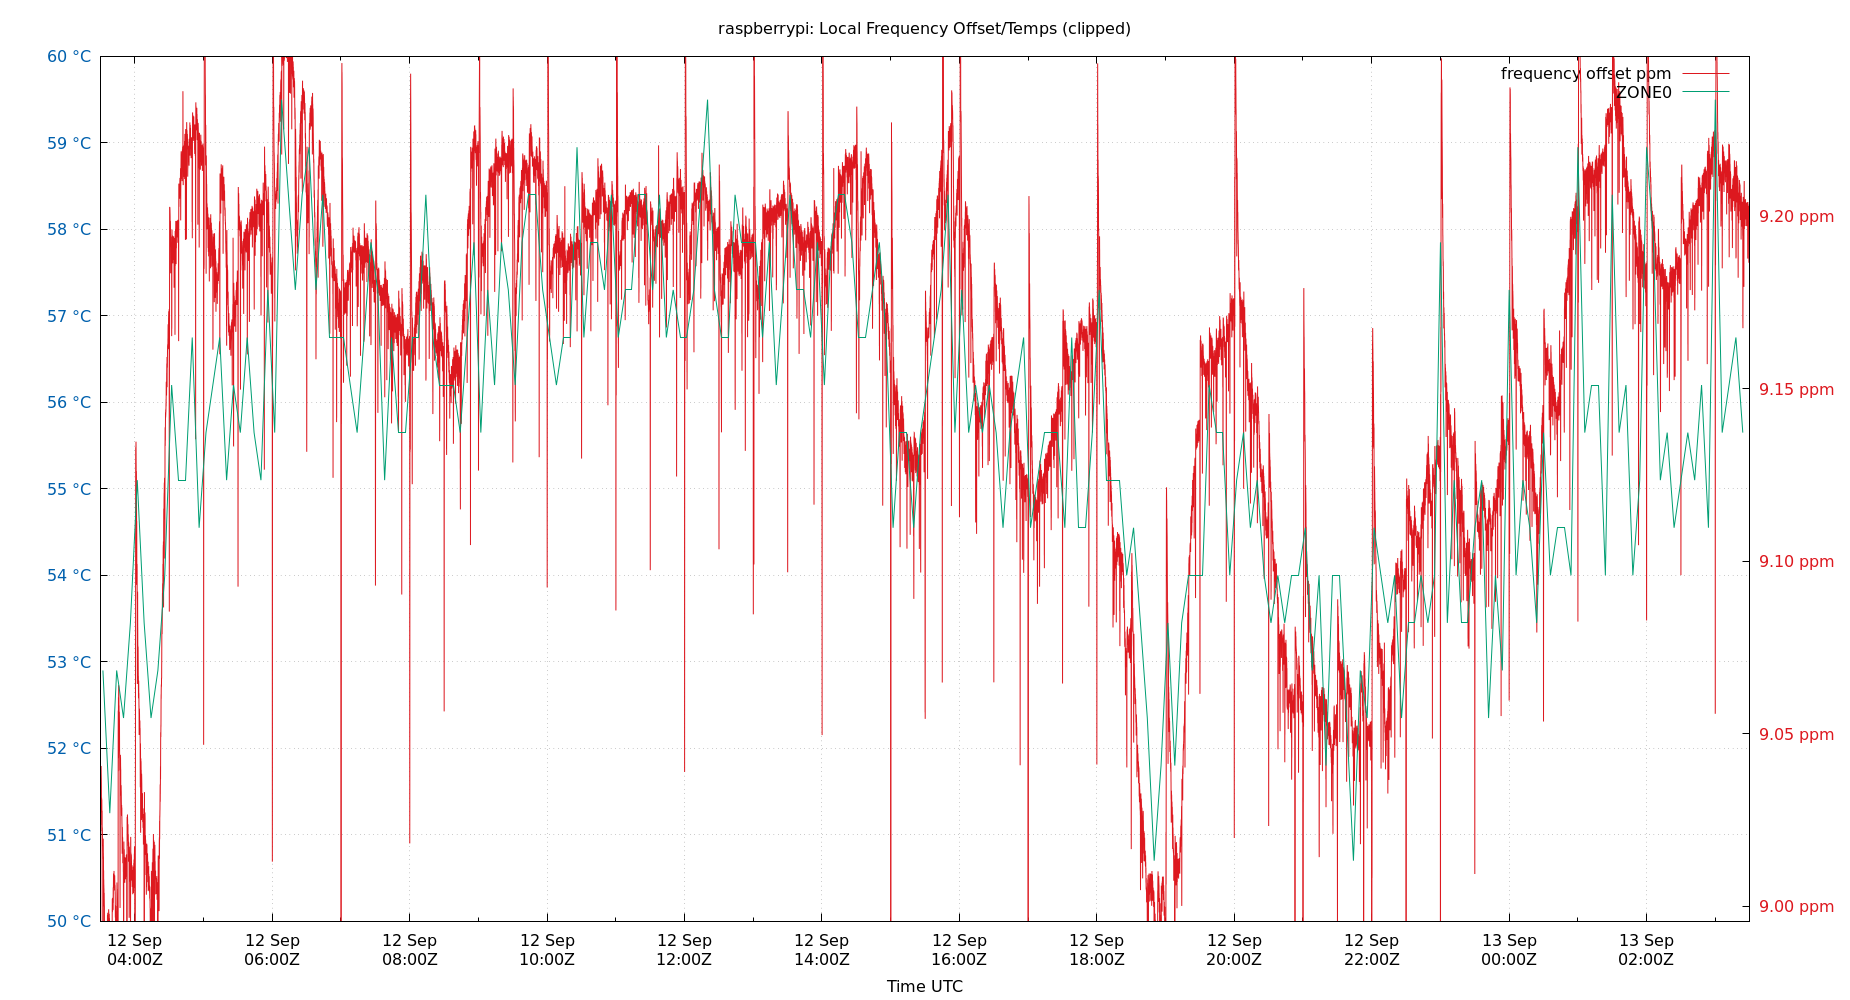 raspberrypi: Local Frequency Offset/Temps (clipped)
60 °C
59 °C
58 °C
57 °C
56 °C
55 °C
54 °C
53 °C
52 °C
51 °C
50 °C
frequency offset ppm
ZONE0
9.20 ppm
9.15 ppm
9.10 ppm
9.05 ppm
9.00 ppm
12 Sep 12 Sep 12 Sep 12 Sep 12 Sep 12 Sep 12 Sep 12 Sep 12 Sep 12 Sep 13 Sep 13 Sep
04:00Z 06:00Z 08:00Z 10:00Z 12:00Z 14:00Z 16:00Z 18:00Z 20:00Z 22:00Z 00:00Z 02:00Z
Time UTC